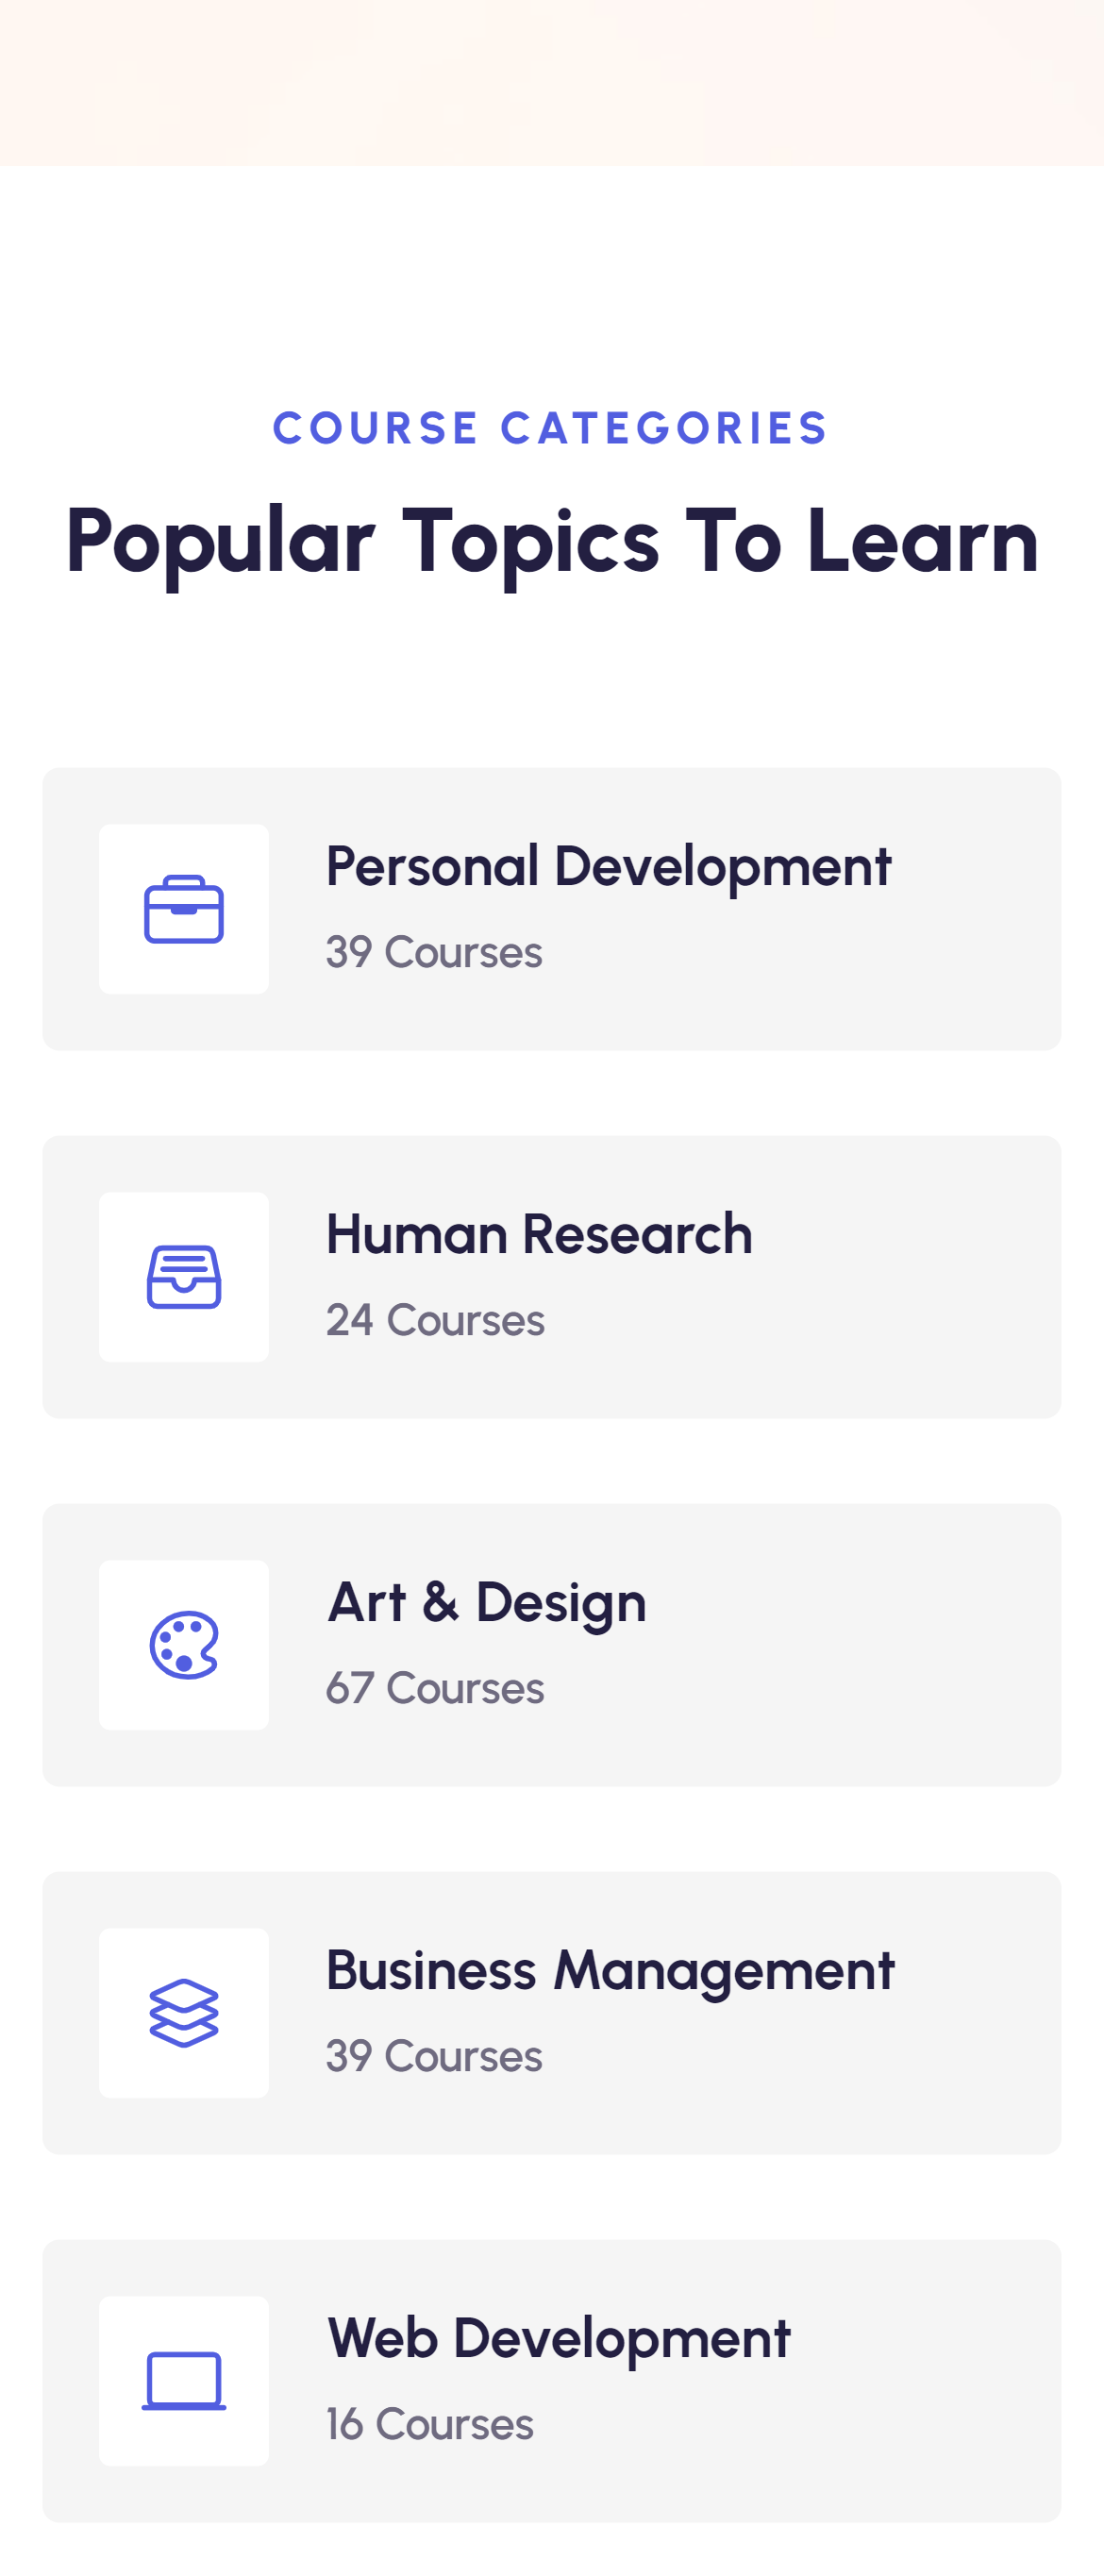 COURSE CATEGORIES
Popular Topics To Learn
Personal Development
39 Courses
Human Research
24 Courses
Art & Design
67 Courses
Business Management
39 Courses
Web Development
16 Courses